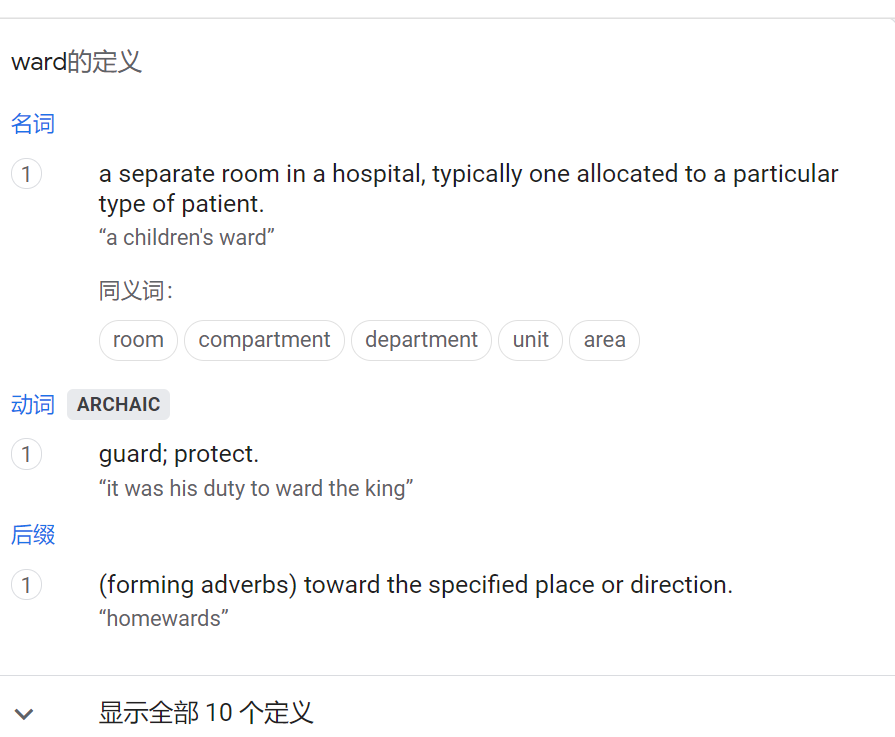 ward的定义
名词
1
a separate room in a hospital, typically one allocated to a particular
type of patient.
“a children's ward”
同义词：
room compartment department unit area
动词 ARCHAIC
1
guard; protect.
“it was his duty to ward the king”
后缀
1
(forming adverbs) toward the specified place or direction.
“homewards”
显示全部 10 个定义